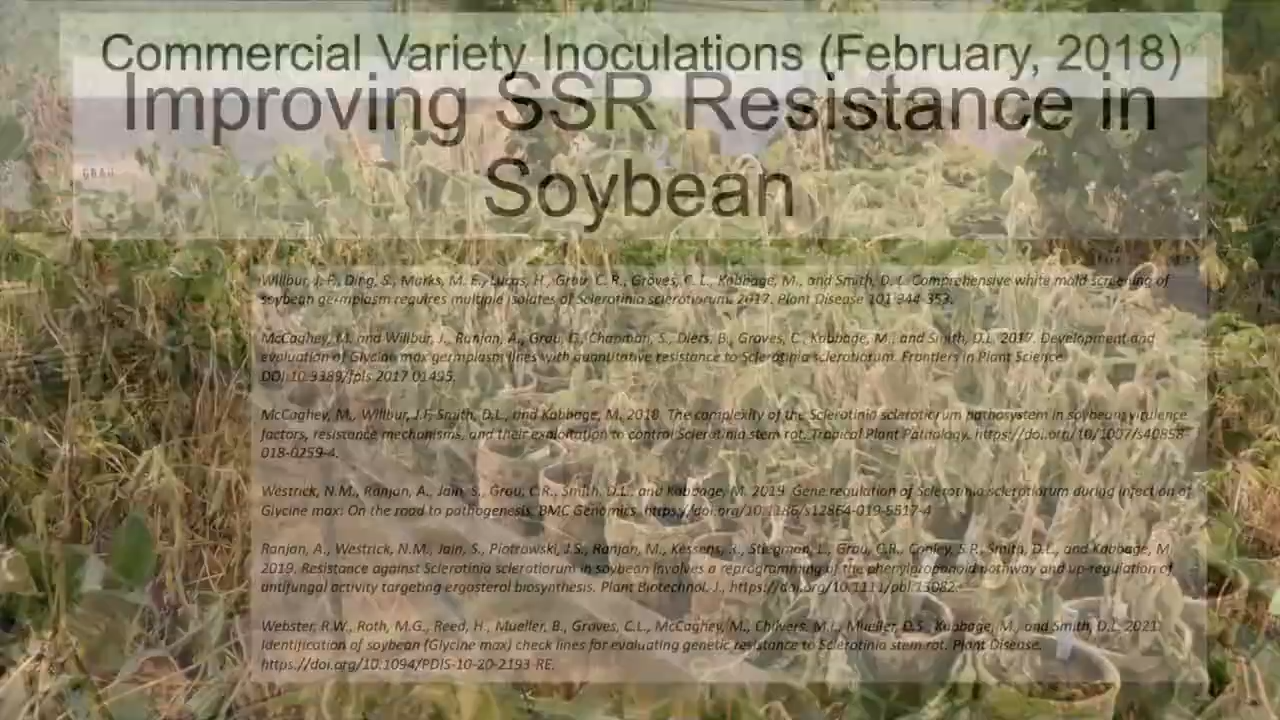 Commercial Variety Inoculations (February, 2018)
Improving SSR Resistance in
Soybean
GRAU
Willbur, J.F., Ding, S., Marks, M. E., Lucas, H., Grau, C. R., Groves, C. L., Kabbage, M., and Smith, D. L. Comprehensive white mold screening of
soybean germplasm requires multiple isolates of Sclerotinia sclerotiorum. 2017. Plant Disease 101:344-353.
McCaghey, M. and Willbur, J., Ranjan, A., Grau, C., Chapman, S., Diers, B., Groves, C., Kabbage, M., and Smith, D.L. 2017. Development and
evaluation of Glycine max germplasm lines with quantitative resistance to Sclerotinia sclerotiorum. Frontiers in Plant Science
DOI 10.3389/fpls.2017.01495.
McCaghey, M., Willbur, J.F. Smith, D.L., and Kabbage, M. 2018. The complexity of the Sclerotinia sclerotiorum pathosystem in soybean: virulence
factors, resistance mechanisms, and their exploitation to control Sclerotinia stem rot. Tropical Plant Pathology. https://doi.org/10/1007/s40858-
018-0259-4.
Westrick, N.M., Ranjan, A., Jain, S., Grau, C.R., Smith, D.L., and Kabbage, M. 2019. Gene regulation of Sclerotinia sclerotiorum during infection of
Glycine max: On the road to pathogenesis. BMC Genomics. https://doi.org/10.1186/s12864-019-5517-4
Ranjan, A., Westrick, N.M., Jain, S., Piotrowski, J.S., Ranjan, M., Kessens, R., Stiegman, L., Grau, C.R., Conley, S.P., Smith, D.L., and Kabbage, M.
2019. Resistance against Sclerotinia sclerotiorum in soybean involves a reprogramming of the phenylpropanoid pathway and up-regulation of
antifungal activity targeting ergosterol biosynthesis. Plant Biotechnol. J., https://doi.org/10.1111/pbi.13082.
Webster, R.W., Roth, M.G., Reed, H., Mueller, B., Groves, C.L., McCaghey, M., Chilvers, M.I., Mueller, D.S., Kabbage, M., and Smith, D.L. 2021.
Identification of soybean (Glycine max) check lines for evaluating genetic resistance to Sclerotinia stem rot. Plant Disease.
https://doi.org/10.1094/PDIS-10-20-2193-RE.